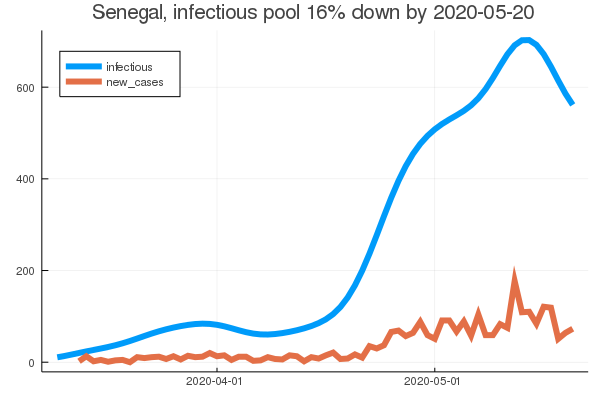 Senegal, infectious pool 16% down by 2020-05-20
infectious
new_cases
600
400
200
0
2020-04-01
2020-05-01